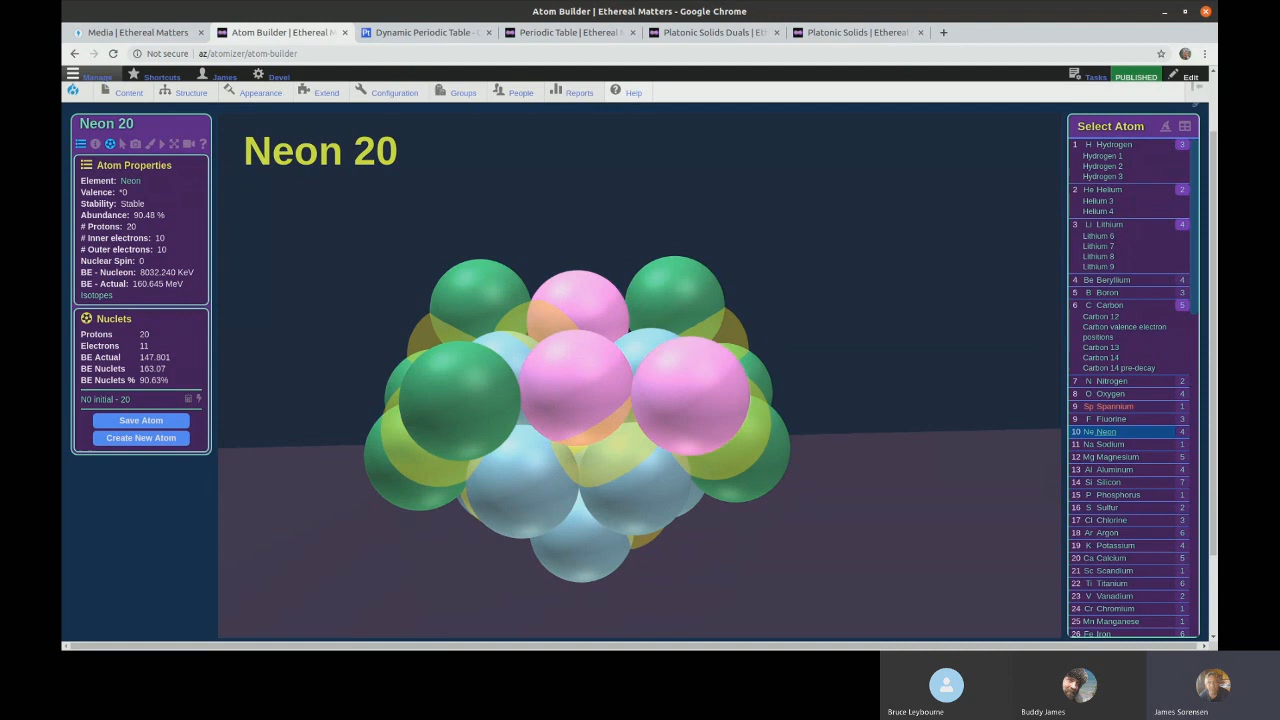 Atom Builder | Ethereal Matters - Google Chrome
Media | Ethereal Matters
Atom Builder | Ethereal M
Dynamic Periodic Table -
Periodic Table | Ethereal M
Platonic Solids Duals | Eth
Platonic Solids | Ethereal
Not secure az/atomizer/atom-builder
Manage Shortcuts James Devel Tasks PUBLISHED Edit
Content Structure Appearance Extend Configuration Groups People Reports Help
Neon 20
Atom Properties
Element: Neon
Valence: *0
Stability: Stable
Abundance: 90.48 %
# Protons: 20
# Inner electrons: 10
# Outer electrons: 10
Nuclear Spin: 0
BE - Nucleon: 8032.240 KeV
BE - Actual: 160.645 MeV
Isotopes
Nuclets
Protons 20
Electrons 11
BE Actual 147.801
BE Nuclets 163.07
BE Nuclets % 90.63%
N0 initial - 20
Save Atom
Create New Atom
Neon 20
Select Atom
1 H Hydrogen 3
Hydrogen 1
Hydrogen 2
Hydrogen 3
2 He Helium 2
Helium 3
Helium 4
3 Li Lithium 4
Lithium 6
Lithium 7
Lithium 8
Lithium 9
4 Be Beryllium 4
5 B Boron 3
6 C Carbon 5
Carbon 12
Carbon valence electron
positions
Carbon 13
Carbon 14
Carbon 14 pre-decay
7 N Nitrogen 2
8 O Oxygen 4
9 Sp Spannium 1
9 F Fluorine 3
10 Ne Neon 4
11 Na Sodium 4
12 Mg Magnesium 5
13 Al Aluminum 4
14 Si Silicon 7
15 P Phosphorus 1
16 S Sulfur 2
17 Cl Chlorine 3
18 Ar Argon 6
19 K Potassium 4
20 Ca Calcium 5
21 Sc Scandium 1
22 Ti Titanium 6
23 V Vanadium 2
24 Cr Chromium 1
25 Mn Manganese 1
26 Fe Iron 6
Bruce Leybourne
Buddy James
James Sorensen